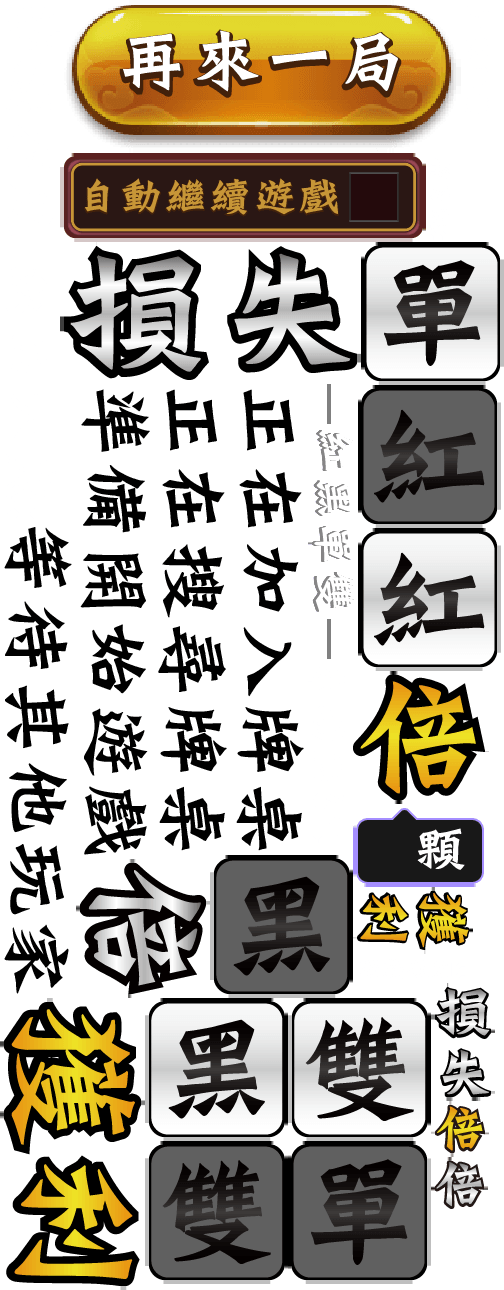 再來一局
自動繼續遊戲
損失
單
紅
紅
倍
顆
獲利
正在加入牌桌
正在搜尋牌桌
準備開始遊戲
等待其他玩家
紅黑單雙
倍
黑
獲利
黑
雙
雙
單
損失
倍
倍